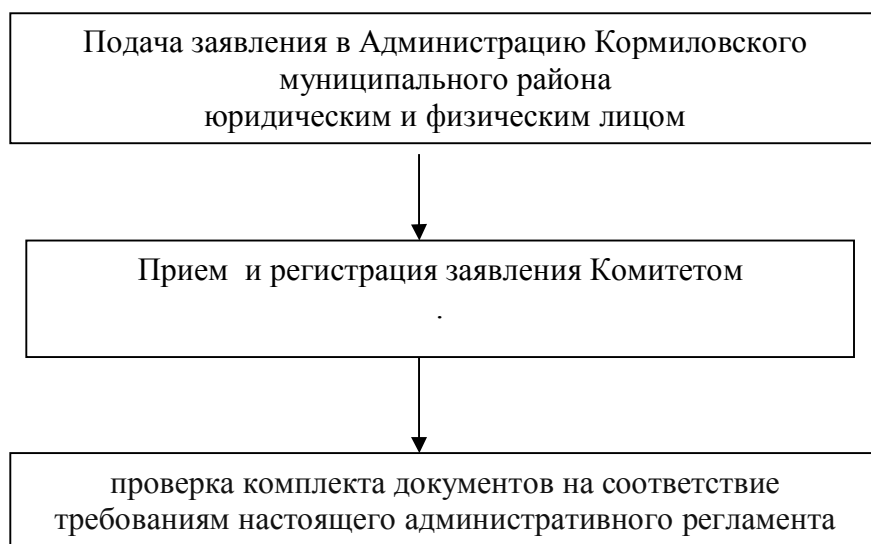 Подача заявления в Администрацию Кормиловского
муниципального района
юридическим и физическим лицом
Прием и регистрация заявления Комитетом
.
проверка комплекта документов на соответствие
требованиям настоящего административного регламента